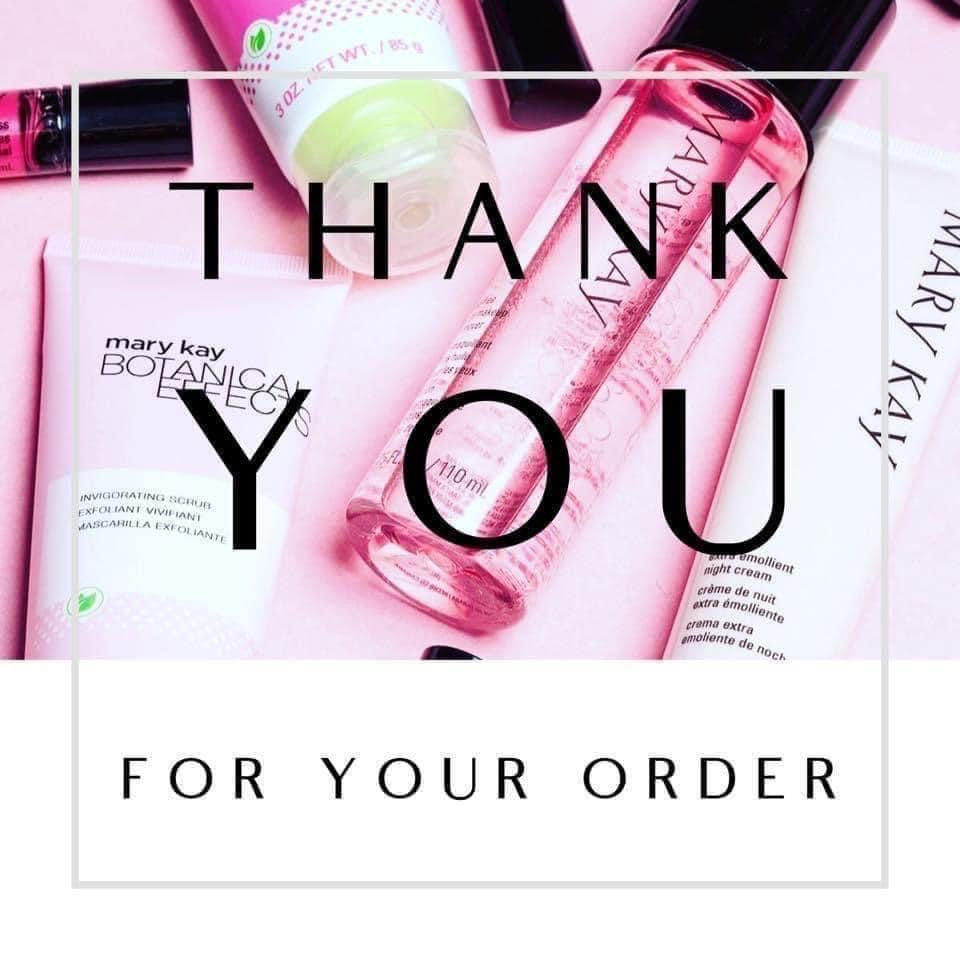 THANK
YOU
FOR YOUR ORDER
3 OZ. NET WT. / 85 g
mary kay
BOTANICAL
EFFECTS
INVIGORATING SCRUB
EXFOLIANT VIVIFIANT
MASCARILLA EXFOLIANTE
MARY KAY
/ 110 mL
MARY KAY
extra emollient
night cream
crème de nuit
extra émolliente
crema extra
emoliente de noch